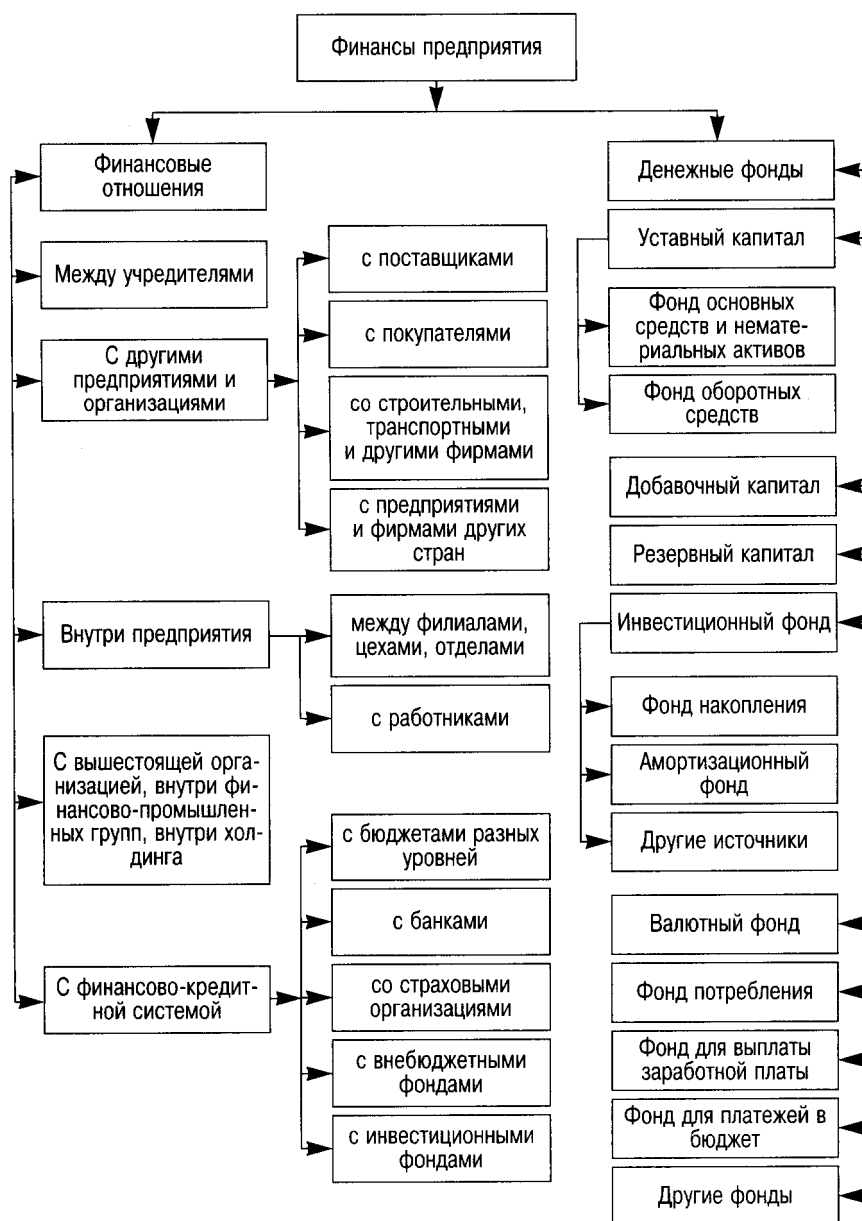 Финансы предприятия
Финансовые
отношения
Между учредителями
С другими
предприятиями и
организациями
с поставщиками
с покупателями
со строительными,
транспортными
и другими фирмами
с предприятиями
и фирмами других
стран
Внутри предприятия
между филиалами,
цехами, отделами
с работниками
С вышестоящей орга-
низацией, внутри фи-
нансово-промышлен-
ных групп, внутри хол-
динга
С финансово-кредит-
ной системой
с бюджетами разных
уровней
с банками
со страховыми
организациями
с внебюджетными
фондами
с инвестиционными
фондами
Денежные фонды
Уставный капитал
Фонд основных
средств и немате-
риальных активов
Фонд оборотных
средств
Добавочный капитал
Резервный капитал
Инвестиционный фонд
Фонд накопления
Амортизационный
фонд
Другие источники
Валютный фонд
Фонд потребления
Фонд для выплаты
заработной платы
Фонд для платежей в
бюджет
Другие фонды